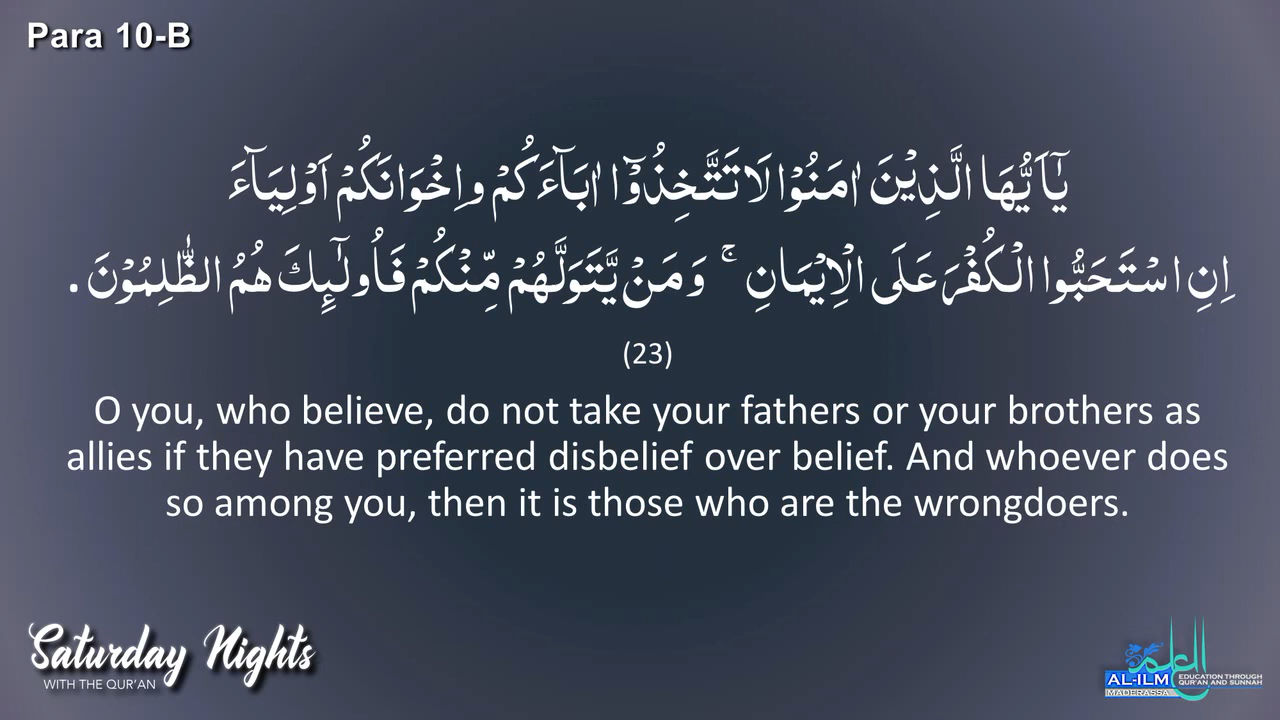 Para 10-B
يٰٓاَيُّهَا الَّذِيْنَ اٰمَنُوْا لَا تَتَّخِذُوْٓا اٰبَآءَكُمْ وَاِخْوَانَكُمْ اَوْلِيَآءَ
اِنِ اسْتَحَبُّوا الْكُفْرَ عَلَى الْاِيْمَانِ ۚ وَمَنْ يَّتَوَلَّهُمْ مِّنْكُمْ فَاُولٰٓئِكَ هُمُ الظّٰلِمُوْنَ .
(23)
O you, who believe, do not take your fathers or your brothers as
allies if they have preferred disbelief over belief. And whoever does
so among you, then it is those who are the wrongdoers.
Saturday Nights
WITH THE QUR'AN
العلم
AL-ILM
MADERASSA
EDUCATION THROUGH
QUR'AN AND SUNNAH